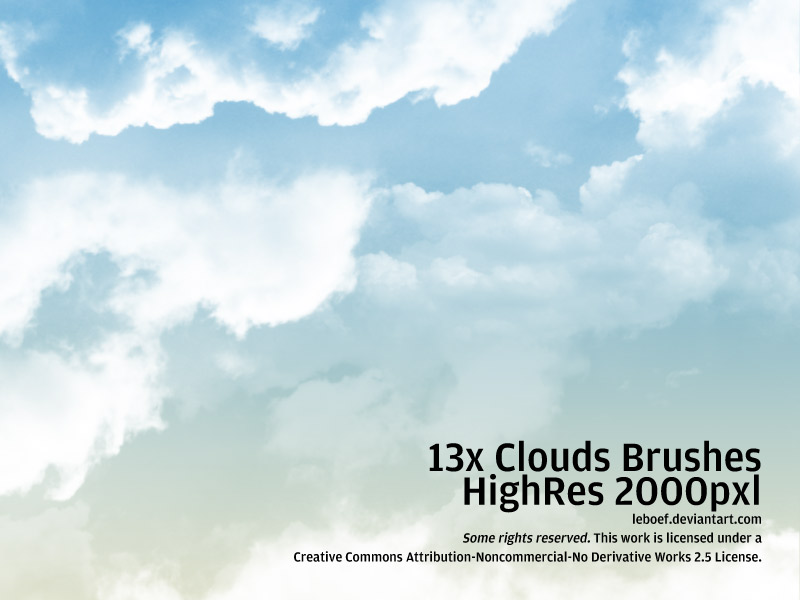 13x Clouds Brushes
HighRes 2000pxl
leboef.deviantart.com
Some rights reserved. This work is licensed under a
Creative Commons Attribution-Noncommercial-No Derivative Works 2.5 License.